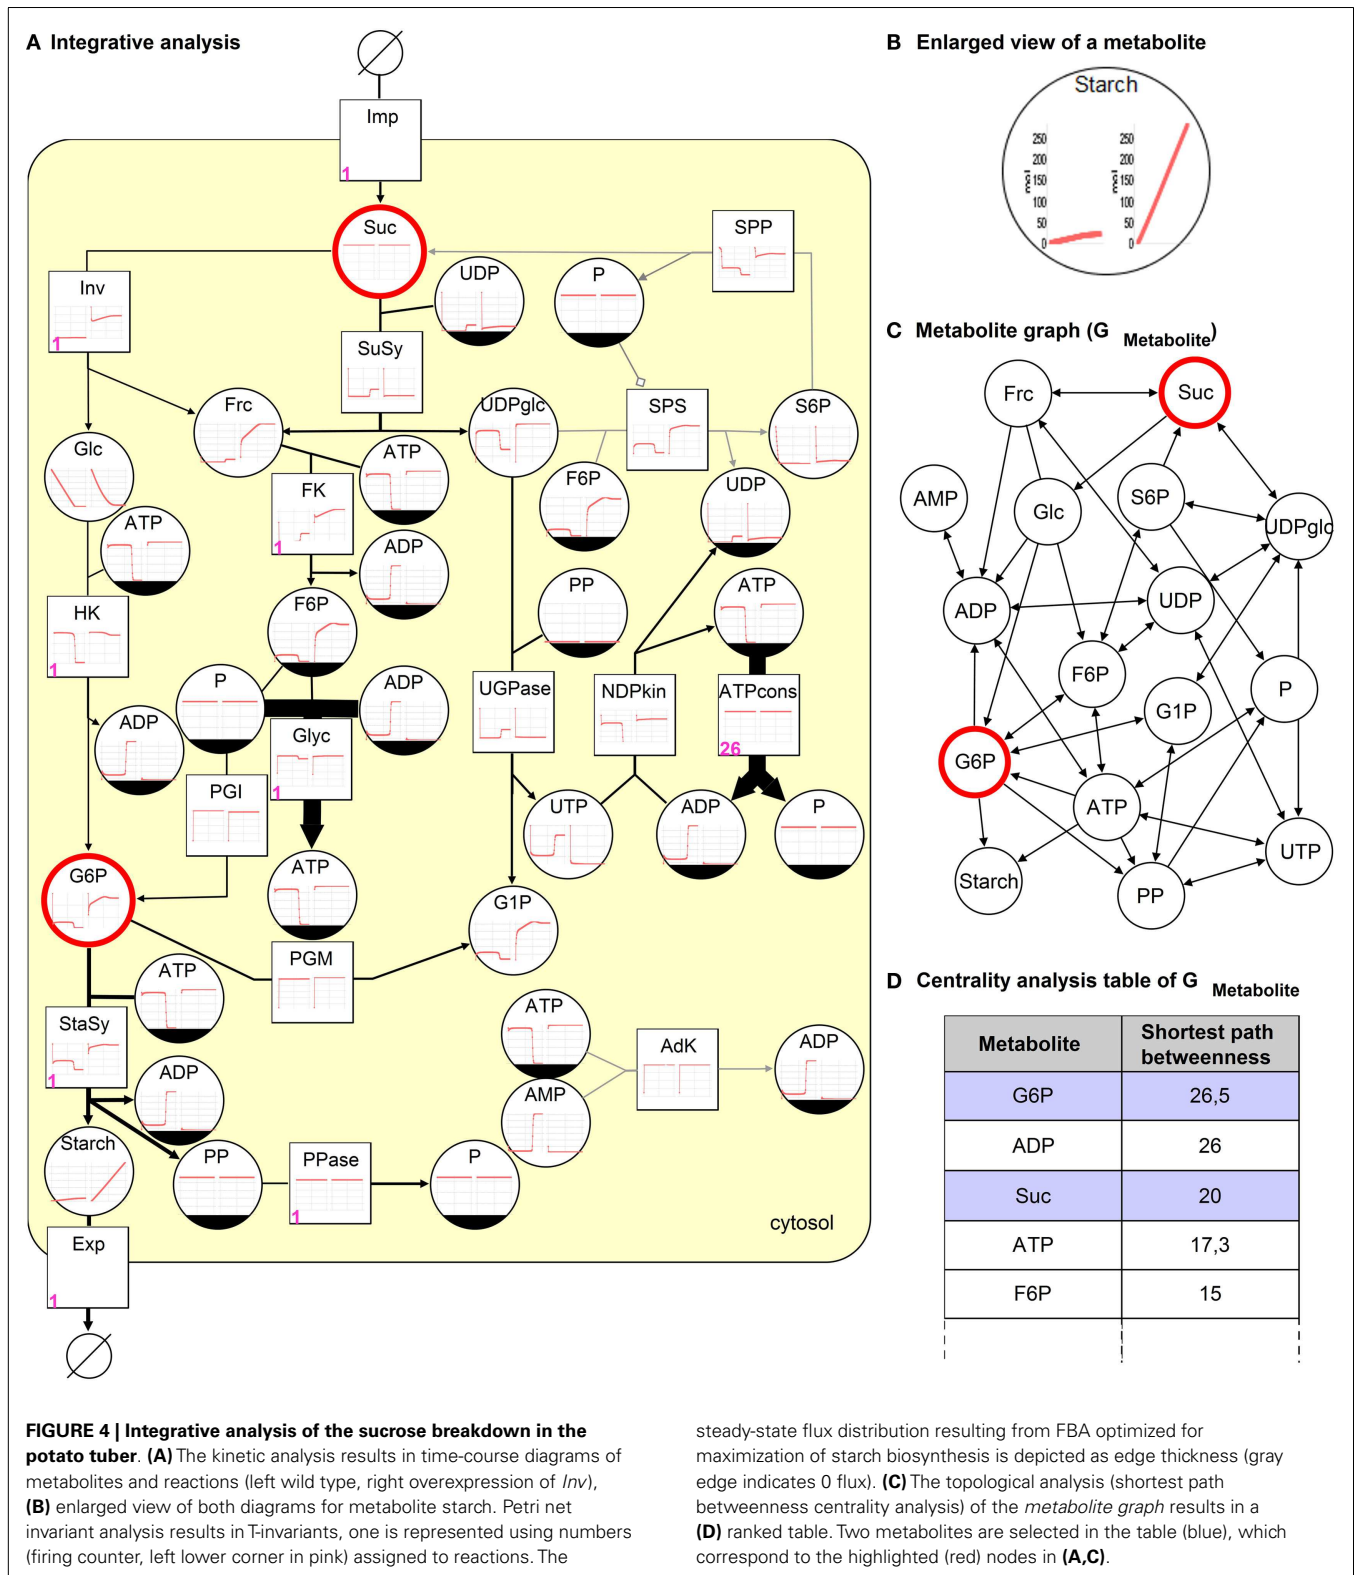 A Integrative analysis
Imp
1
Suc
SPP
UDP
P
Inv
1
SuSy
Frc
UDPglc
SPS
S6P
Glc
ATP
F6P
UDP
FK
1
ATP
ADP
HK
1
F6P
PP
ATP
P
ADP
UGPase
NDPkin
ATPcons
26
ADP
Glyc
1
PGI
UTP
ADP
P
G6P
ATP
G1P
PGM
ATP
StaSy
1
ATP
AdK
ADP
AMP
ADP
Starch
PP
PPase
1
P
cytosol
Exp
1
B Enlarged view of a metabolite
Starch
250
200
150
100
50
0
mol
250
200
150
100
50
0
mol
C Metabolite graph (G Metabolite)
Frc
Suc
AMP
Glc
S6P
UDPglc
ADP
UDP
F6P
G1P
P
G6P
ATP
UTP
Starch
PP
D Centrality analysis table of G Metabolite
Metabolite Shortest path betweenness
G6P 26,5
ADP 26
Suc 20
ATP 17,3
F6P 15
FIGURE 4 | Integrative analysis of the sucrose breakdown in the
potato tuber. (A) The kinetic analysis results in time-course diagrams of
metabolites and reactions (left wild type, right overexpression of Inv),
(B) enlarged view of both diagrams for metabolite starch. Petri net
invariant analysis results in T-invariants, one is represented using numbers
(firing counter, left lower corner in pink) assigned to reactions. The
steady-state flux distribution resulting from FBA optimized for
maximization of starch biosynthesis is depicted as edge thickness (gray
edge indicates 0 flux). (C) The topological analysis (shortest path
betweenness centrality analysis) of the metabolite graph results in a
(D) ranked table. Two metabolites are selected in the table (blue), which
correspond to the highlighted (red) nodes in (A,C).